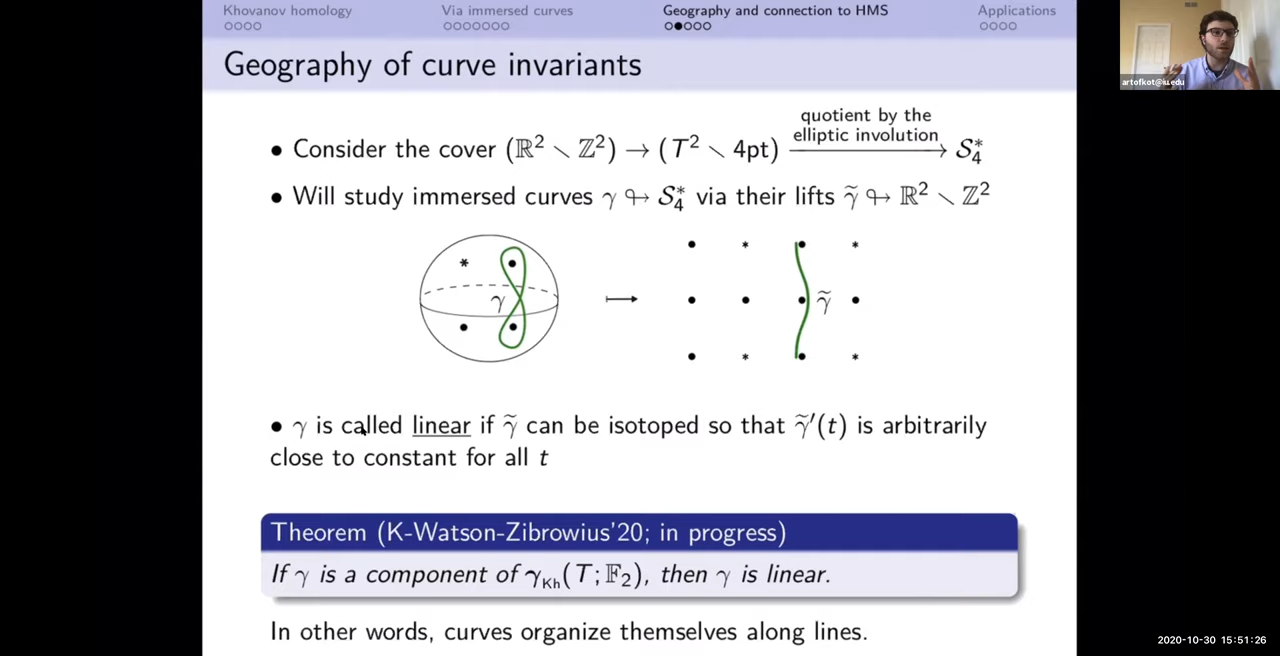 Khovanov homology Via immersed curves Geography and connection to HMS Applications
artofkot@iu.edu
Geography of curve invariants
quotient by the
elliptic involution
• Consider the cover (ℝ² ∖ ℤ²) → (T² ∖ 4pt) ⟶ 𝒮₄*
• Will study immersed curves γ ↬ 𝒮₄* via their lifts γ̃ ↬ ℝ² ∖ ℤ²
γ ⟼ γ̃
• γ is called linear if γ̃ can be isotoped so that γ̃′(t) is arbitrarily
close to constant for all t
Theorem (K-Watson-Zibrowius'20; in progress)
If γ is a component of γ_Kh(T; 𝔽₂), then γ is linear.
In other words, curves organize themselves along lines.
2020-10-30 15:51:26